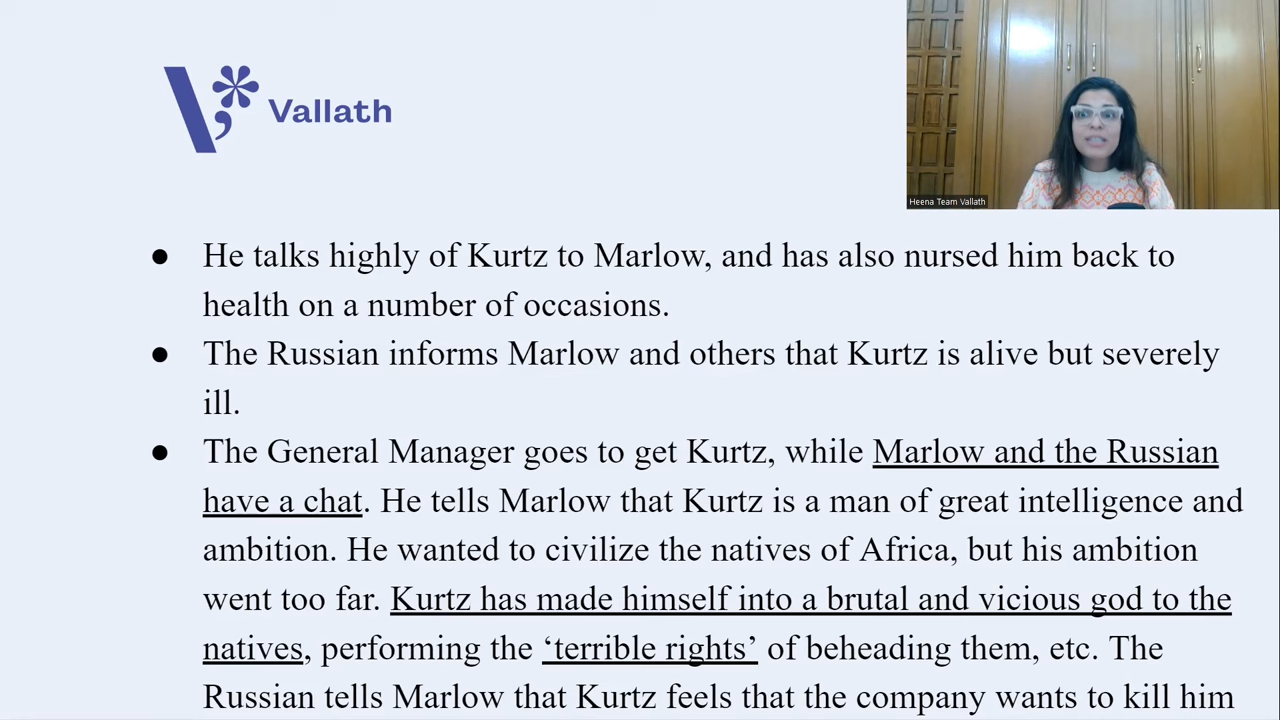 Vallath
Heena Team Vallath
● He talks highly of Kurtz to Marlow, and has also nursed him back to
health on a number of occasions.
● The Russian informs Marlow and others that Kurtz is alive but severely
ill.
● The General Manager goes to get Kurtz, while Marlow and the Russian
have a chat. He tells Marlow that Kurtz is a man of great intelligence and
ambition. He wanted to civilize the natives of Africa, but his ambition
went too far. Kurtz has made himself into a brutal and vicious god to the
natives, performing the ‘terrible rights’ of beheading them, etc. The
Russian tells Marlow that Kurtz feels that the company wants to kill him